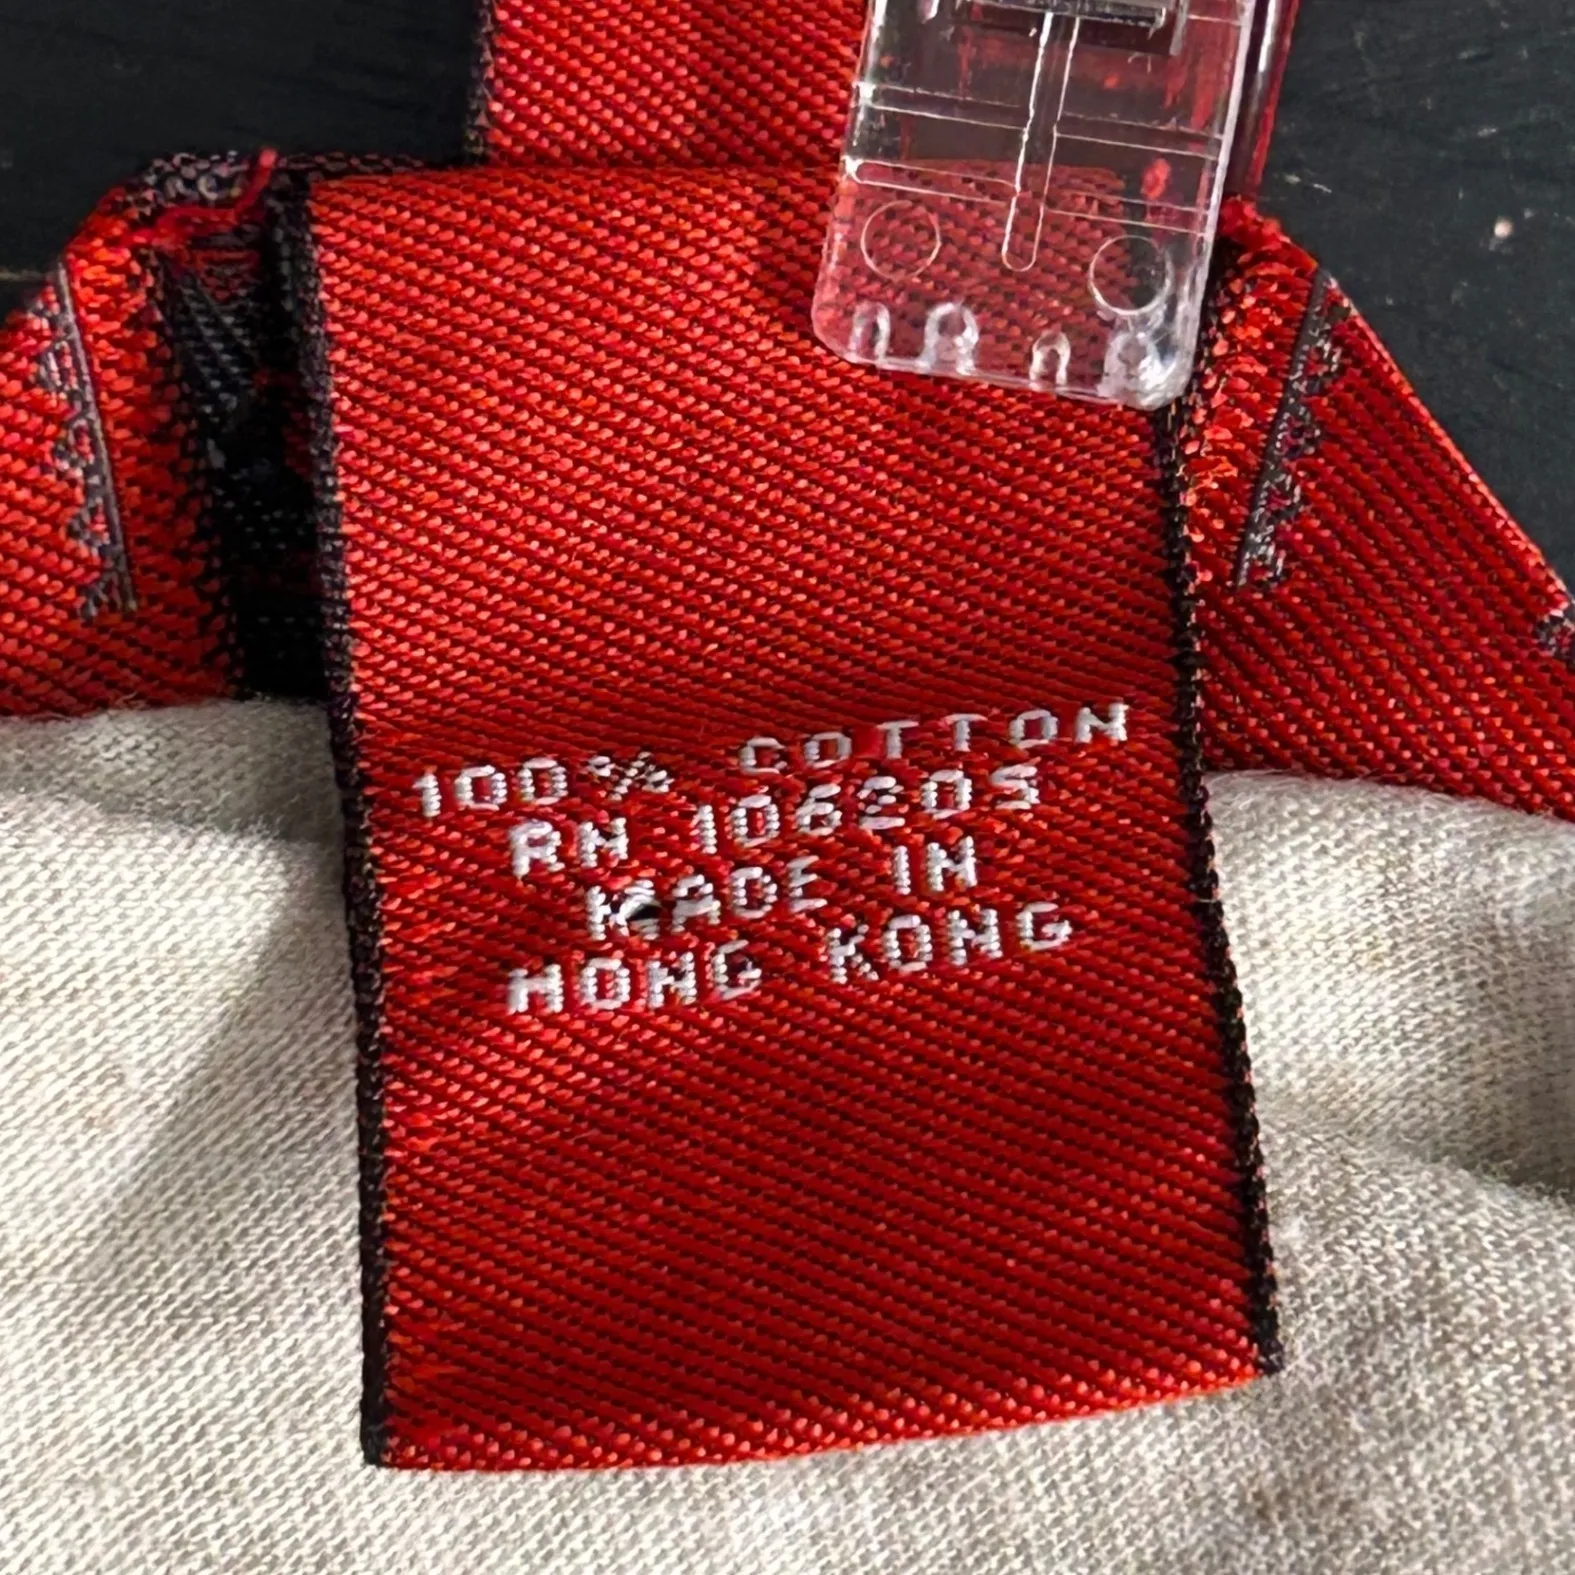 100% COTTON
RN 106205
MADE IN
HONG KONG